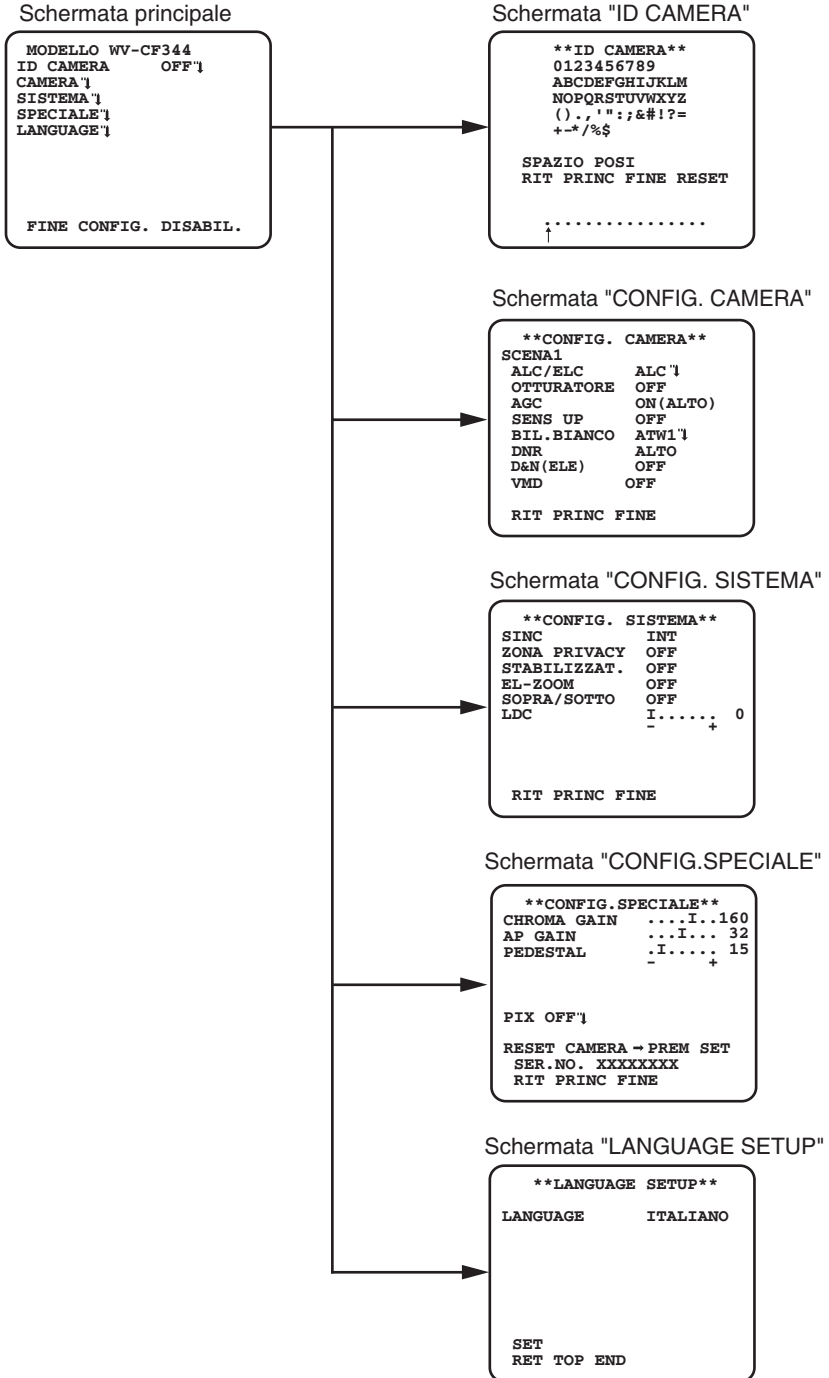 Schermata principale
MODELLO WV-CF344
ID CAMERA OFF
CAMERA
SISTEMA
SPECIALE
LANGUAGE
FINE CONFIG. DISABIL.
Schermata "ID CAMERA"
**ID CAMERA**
0123456789
ABCDEFGHIJKLM
NOPQRSTUVWXYZ
().,'":;&#!?=
+-*/%$
SPAZIO POSI
RIT PRINC FINE RESET
................
↑
Schermata "CONFIG. CAMERA"
**CONFIG. CAMERA**
SCENA1
ALC/ELC ALC
OTTURATORE OFF
AGC ON(ALTO)
SENS UP OFF
BIL.BIANCO ATW1
DNR ALTO
D&N(ELE) OFF
VMD OFF
RIT PRINC FINE
Schermata "CONFIG. SISTEMA"
**CONFIG. SISTEMA**
SINC INT
ZONA PRIVACY OFF
STABILIZZAT. OFF
EL-ZOOM OFF
SOPRA/SOTTO OFF
LDC I...... 0
- +
RIT PRINC FINE
Schermata "CONFIG.SPECIALE"
**CONFIG.SPECIALE**
CHROMA GAIN ....I..160
AP GAIN ...I... 32
PEDESTAL .I..... 15
- +
PIX OFF
RESET CAMERA → PREM SET
SER.NO. XXXXXXXX
RIT PRINC FINE
Schermata "LANGUAGE SETUP"
**LANGUAGE SETUP**
LANGUAGE ITALIANO
SET
RET TOP END